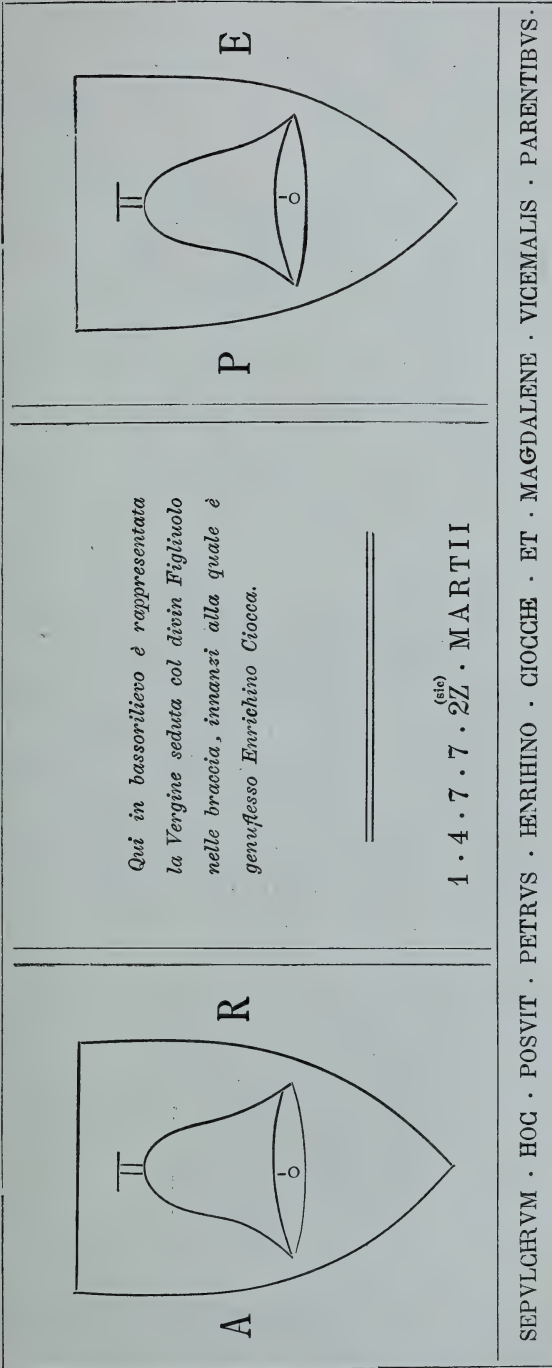 A R
Qui in bassorilievo è rappresentata
la Vergine seduta col divin Figliuolo
nelle braccia, innanzi alla quale è
genuflesso Enrichino Ciocca.
(sic)
1 · 4 · 7 · 7 · 2Z · MARTII
P E
SEPVLCHRVM · HOC · POSVIT · PETRVS · HENRIHINO · CIOCCHE · ET · MAGDALENE · VICEMALIS · PARENTIBVS ·